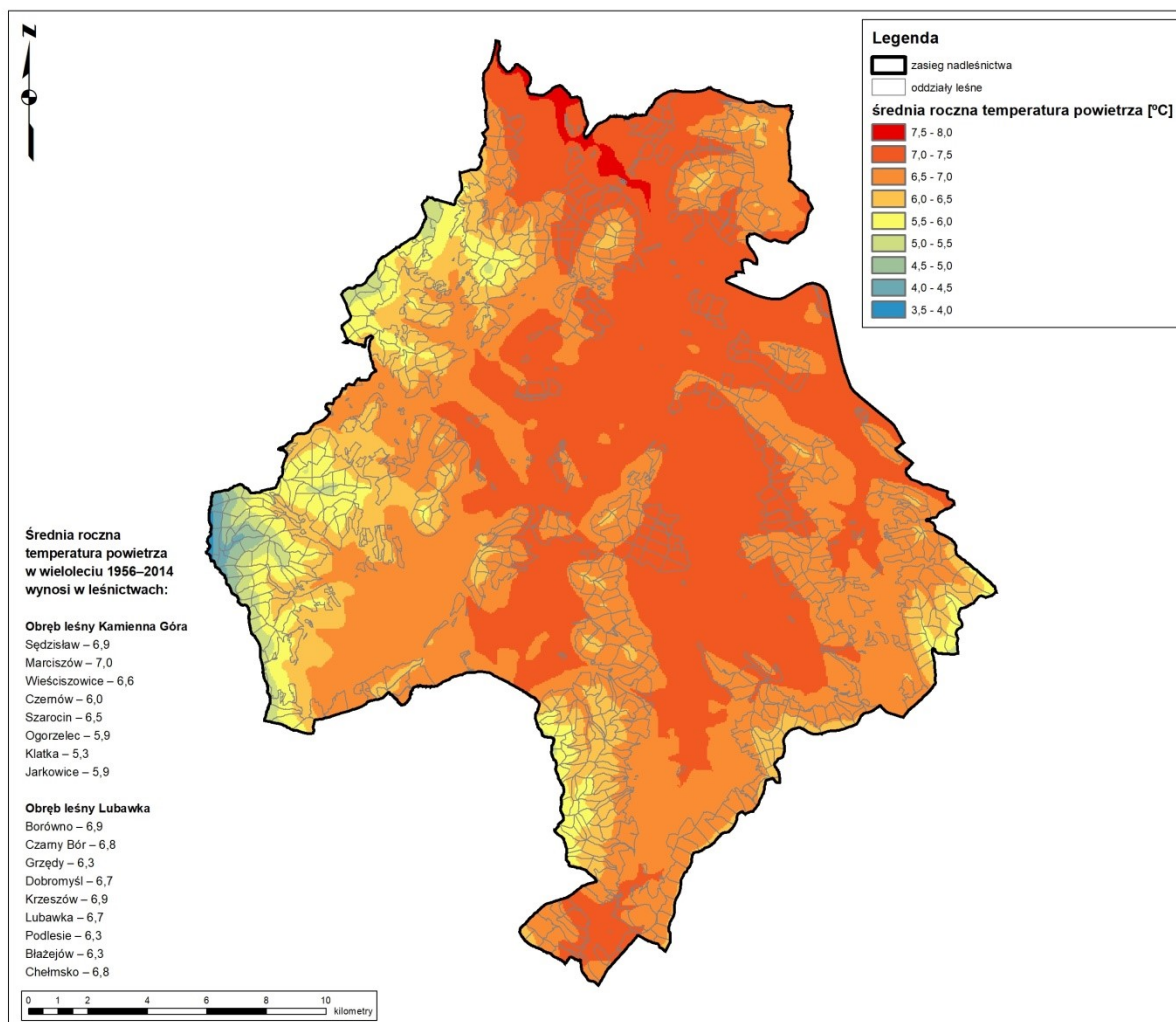 N
Legenda
zasięg nadleśnictwa
oddziały leśne
średnia roczna temperatura powietrza [ºC]
7,5 - 8,0
7,0 - 7,5
6,5 - 7,0
6,0 - 6,5
5,5 - 6,0
5,0 - 5,5
4,5 - 5,0
4,0 - 4,5
3,5 - 4,0
Średnia roczna
temperatura powietrza
w wieloleciu 1956–2014
wynosi w leśnictwach:
Obręb leśny Kamienna Góra
Sędzisław – 6,9
Marciszów – 7,0
Wieściszowice – 6,6
Czernów – 6,0
Szarocin – 6,5
Ogorzelec – 5,9
Klatka – 5,3
Jarkowice – 5,9
Obręb leśny Lubawka
Borówno – 6,9
Czarny Bór – 6,8
Grzędy – 6,3
Dobromyśl – 6,7
Krzeszów – 6,9
Lubawka – 6,7
Podlesie – 6,3
Błażejów – 6,3
Chełmsko – 6,8
0 1 2 4 6 8 10
kilometry